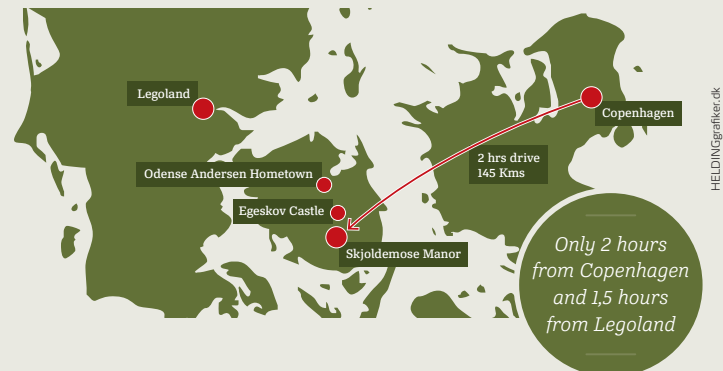 Legoland
Copenhagen
2 hrs drive
145 Kms
Odense Andersen Hometown
Egeskov Castle
Skjoldemose Manor
Only 2 hours
from Copenhagen
and 1,5 hours
from Legoland
HELDINGgrafiker.dk